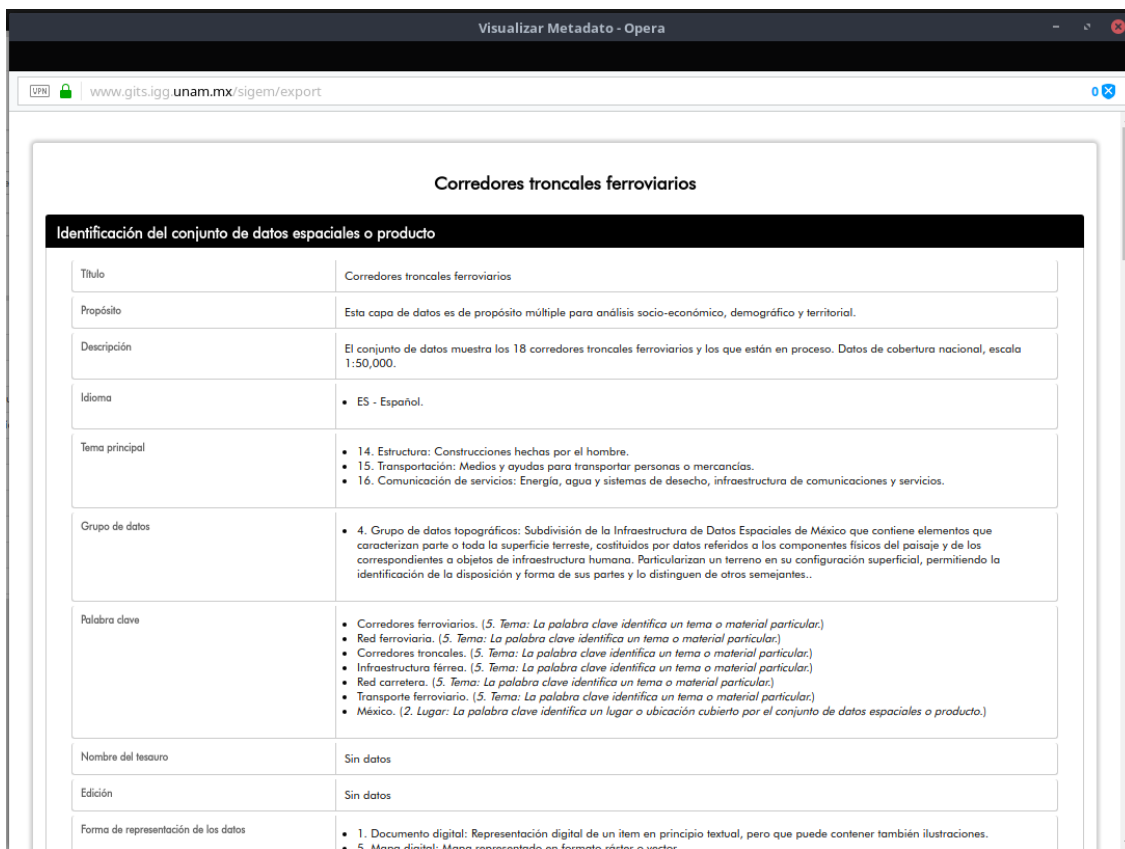 Visualizar Metadato - Opera
VPN www.gits.igg.unam.mx/sigem/export 0
Corredores troncales ferroviarios
Identificación del conjunto de datos espaciales o producto
Título Corredores troncales ferroviarios
Propósito Esta capa de datos es de propósito múltiple para análisis socio-económico, demográfico y territorial.
Descripción El conjunto de datos muestra los 18 corredores troncales ferroviarios y los que están en proceso. Datos de cobertura nacional, escala
1:50,000.
Idioma • ES - Español.
Tema principal • 14. Estructura: Construcciones hechas por el hombre.
• 15. Transportación: Medios y ayudas para transportar personas o mercancías.
• 16. Comunicación de servicios: Energía, agua y sistemas de desecho, infraestructura de comunicaciones y servicios.
Grupo de datos • 4. Grupo de datos topográficos: Subdivisión de la Infraestructura de Datos Espaciales de México que contiene elementos que
caracterizan parte o toda la superficie terreste, costituidos por datos referidos a los componentes físicos del paisaje y de los
correspondientes a objetos de infraestructura humana. Particularizan un terreno en su configuración superficial, permitiendo la
identificación de la disposición y forma de sus partes y lo distinguen de otros semejantes..
Palabra clave • Corredores ferroviarios. (5. Tema: La palabra clave identifica un tema o material particular.)
• Red ferroviaria. (5. Tema: La palabra clave identifica un tema o material particular.)
• Corredores troncales. (5. Tema: La palabra clave identifica un tema o material particular.)
• Infraestructura férrea. (5. Tema: La palabra clave identifica un tema o material particular.)
• Red carretera. (5. Tema: La palabra clave identifica un tema o material particular.)
• Transporte ferroviario. (5. Tema: La palabra clave identifica un tema o material particular.)
• México. (2. Lugar: La palabra clave identifica un lugar o ubicación cubierto por el conjunto de datos espaciales o producto.)
Nombre del tesauro Sin datos
Edición Sin datos
Forma de representación de los datos • 1. Documento digital: Representación digital de un item en principio textual, pero que puede contener también ilustraciones.
• 5. Mapa digital: Mapa representado en formato ráster o vector